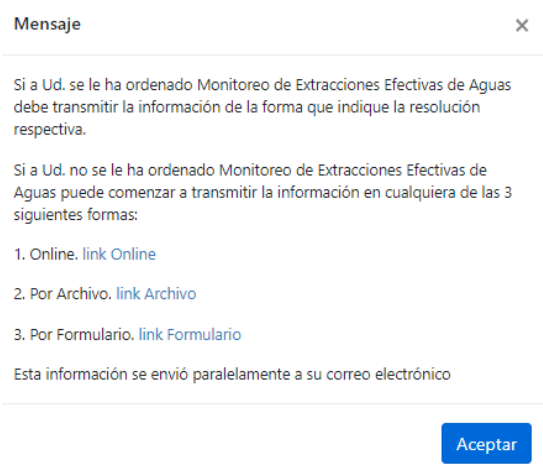 Mensaje
×
Si a Ud. se le ha ordenado Monitoreo de Extracciones Efectivas de Aguas
debe transmitir la información de la forma que indique la resolución
respectiva.
Si a Ud. no se le ha ordenado Monitoreo de Extracciones Efectivas de
Aguas puede comenzar a transmitir la información en cualquiera de las 3
siguientes formas:
1. Online. link Online
2. Por Archivo. link Archivo
3. Por Formulario. link Formulario
Esta información se envió paralelamente a su correo electrónico
Aceptar